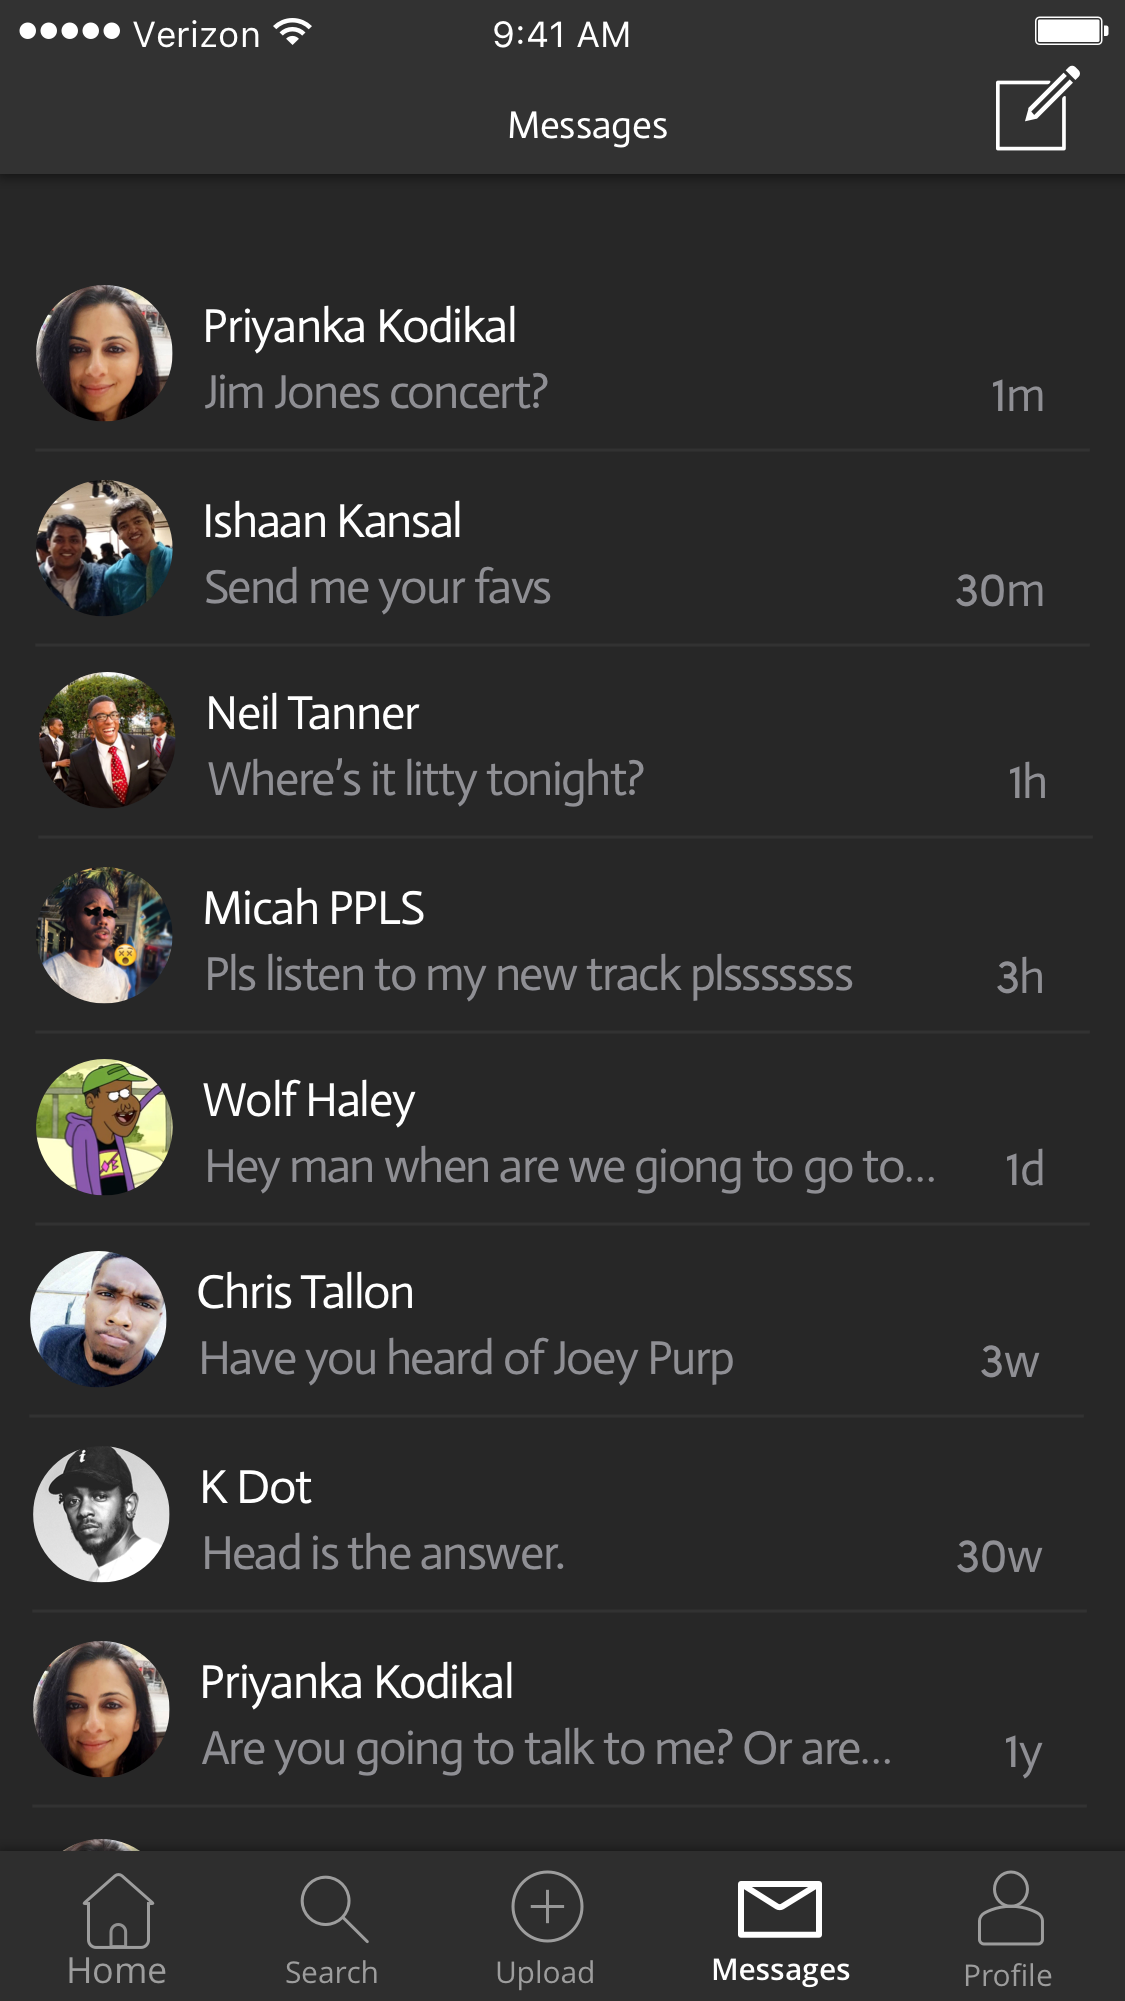 Verizon 9:41 AM
Messages
Priyanka Kodikal
Jim Jones concert?
1m
Ishaan Kansal
Send me your favs
30m
Neil Tanner
Where’s it litty tonight?
1h
Micah PPLS
Pls listen to my new track plsssssss
3h
Wolf Haley
Hey man when are we giong to go to...
1d
Chris Tallon
Have you heard of Joey Purp
3w
K Dot
Head is the answer.
30w
Priyanka Kodikal
Are you going to talk to me? Or are...
1y
Home Search Upload Messages Profile